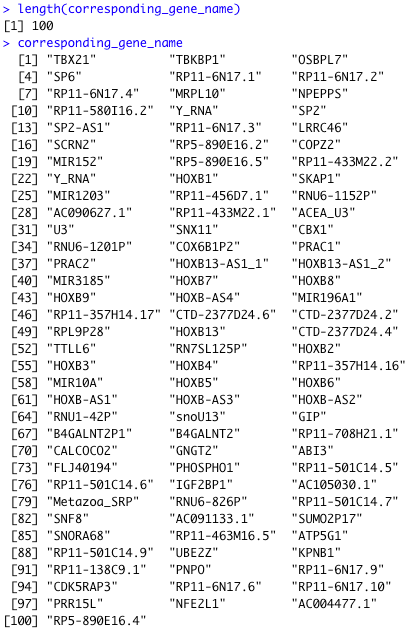 > length(corresponding_gene_name)
[1] 100
> corresponding_gene_name
[1] "TBX21" "TBKBP1" "OSBPL7"
[4] "SP6" "RP11-6N17.1" "RP11-6N17.2"
[7] "RP11-6N17.4" "MRPL10" "NPEPPS"
[10] "RP11-580I16.2" "Y_RNA" "SP2"
[13] "SP2-AS1" "RP11-6N17.3" "LRRC46"
[16] "SCRN2" "RP5-890E16.2" "COPZ2"
[19] "MIR152" "RP5-890E16.5" "RP11-433M22.2"
[22] "Y_RNA" "HOXB1" "SKAP1"
[25] "MIR1203" "RP11-456D7.1" "RNU6-1152P"
[28] "AC090627.1" "RP11-433M22.1" "ACEA_U3"
[31] "U3" "SNX11" "CBX1"
[34] "RNU6-1201P" "COX6B1P2" "PRAC1"
[37] "PRAC2" "HOXB13-AS1_1" "HOXB13-AS1_2"
[40] "MIR3185" "HOXB7" "HOXB8"
[43] "HOXB9" "HOXB-AS4" "MIR196A1"
[46] "RP11-357H14.17" "CTD-2377D24.6" "CTD-2377D24.2"
[49] "RPL9P28" "HOXB13" "CTD-2377D24.4"
[52] "TTLL6" "RN7SL125P" "HOXB2"
[55] "HOXB3" "HOXB4" "RP11-357H14.16"
[58] "MIR10A" "HOXB5" "HOXB6"
[61] "HOXB-AS1" "HOXB-AS3" "HOXB-AS2"
[64] "RNU1-42P" "snoU13" "GIP"
[67] "B4GALNT2P1" "B4GALNT2" "RP11-708H21.1"
[70] "CALCOCO2" "GNGT2" "ABI3"
[73] "FLJ40194" "PHOSPHO1" "RP11-501C14.5"
[76] "RP11-501C14.6" "IGF2BP1" "AC105030.1"
[79] "Metazoa_SRP" "RNU6-826P" "RP11-501C14.7"
[82] "SNF8" "AC091133.1" "SUMO2P17"
[85] "SNORA68" "RP11-463M16.5" "ATP5G1"
[88] "RP11-501C14.9" "UBE2Z" "KPNB1"
[91] "RP11-138C9.1" "PNPO" "RP11-6N17.9"
[94] "CDK5RAP3" "RP11-6N17.6" "RP11-6N17.10"
[97] "PRR15L" "NFE2L1" "AC004477.1"
[100] "RP5-890E16.4"